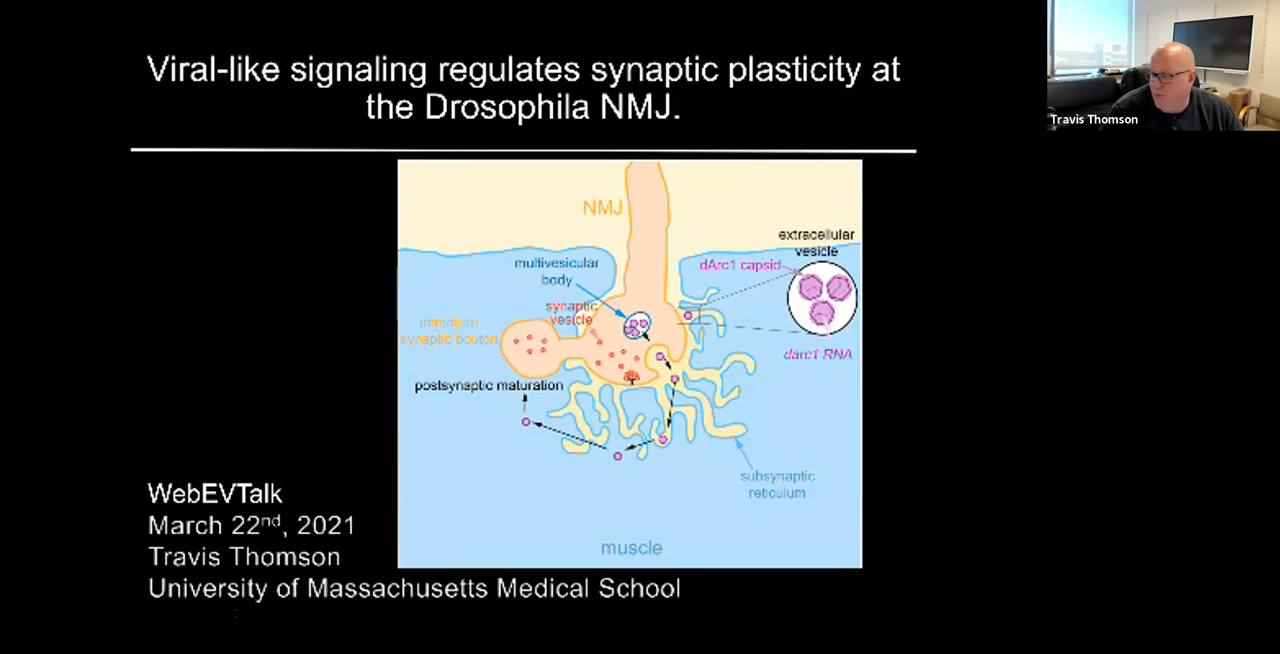 Viral-like signaling regulates synaptic plasticity at
the Drosophila NMJ.
Travis Thomson
NMJ
extracellular
vesicle
multivesicular
body
dArc1 capsid
synaptic
vesicle
immature
synaptic bouton
darc1 RNA
postsynaptic maturation
subsynaptic
reticulum
muscle
WebEVTalk
March 22nd, 2021
Travis Thomson
University of Massachusetts Medical School